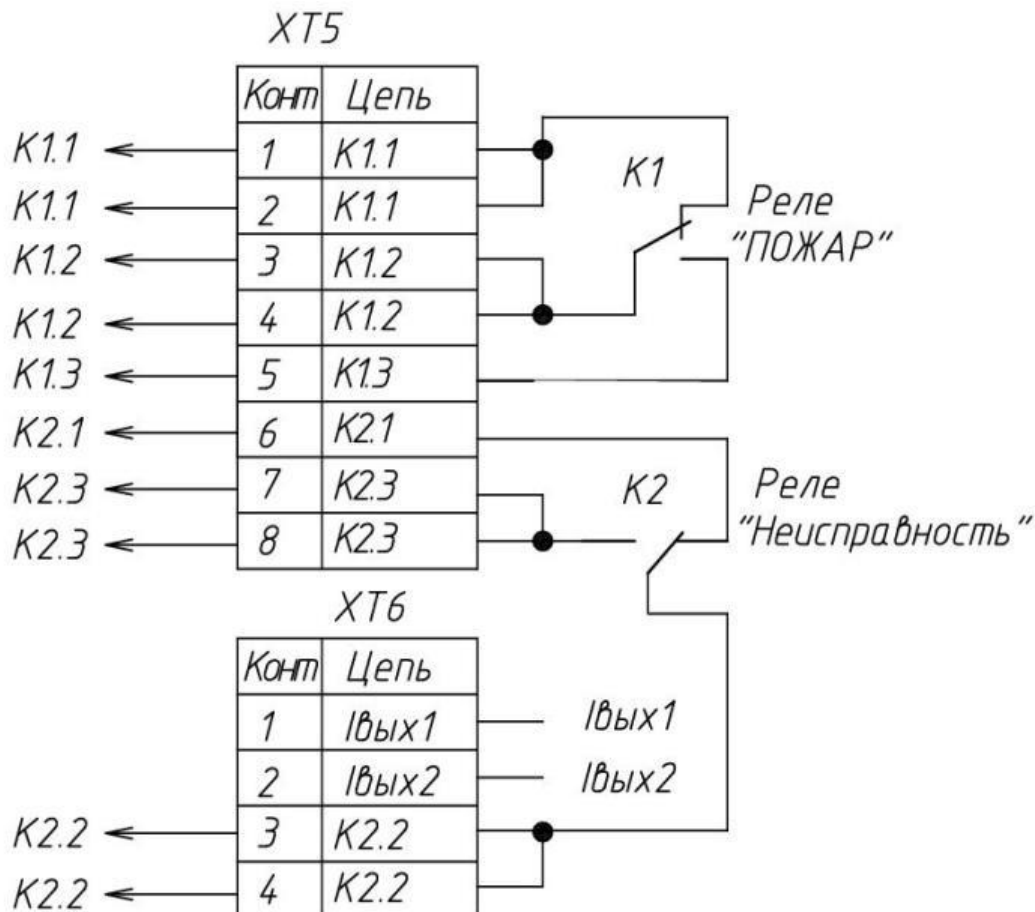 XT5
Конт Цепь
K1.1 1 K1.1
K1.1 2 K1.1
K1.2 3 K1.2
K1.2 4 K1.2
K1.3 5 K1.3
K2.1 6 K2.1
K2.3 7 K2.3
K2.3 8 K2.3
K1
Реле
"ПОЖАР"
K2
Реле
"Неисправность"
XT6
Конт Цепь
1 Iвых1 Iвых1
2 Iвых2 Iвых2
K2.2 3 K2.2
K2.2 4 K2.2